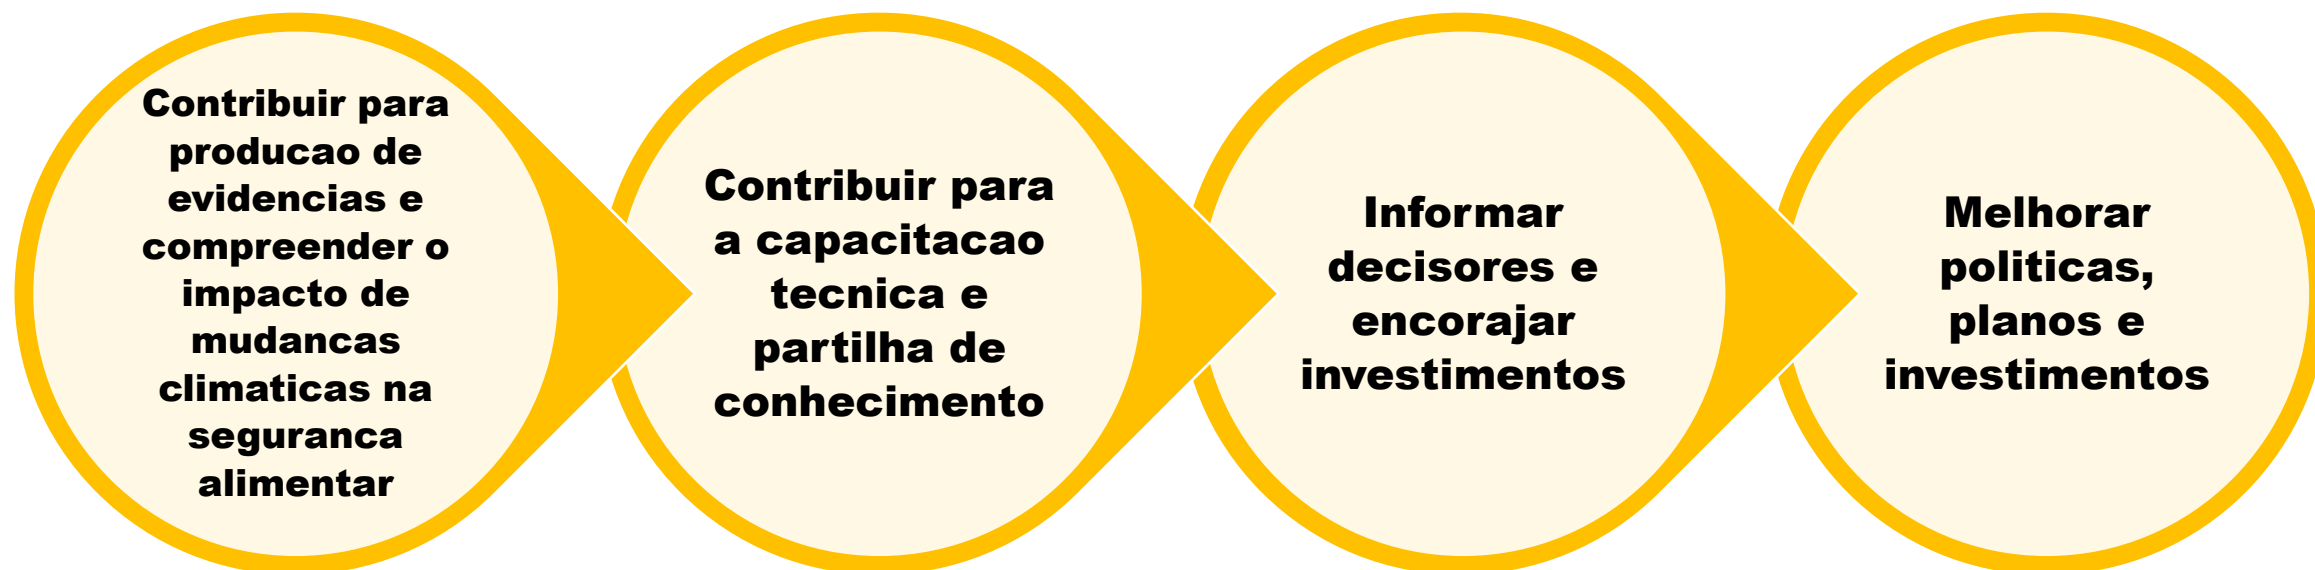 Contribuir para
producao de
evidencias e
compreender o
impacto de
mudancas
climaticas na
seguranca
alimentar
Contribuir para
a capacitacao
tecnica e
partilha de
conhecimento
Informar
decisores e
encorajar
investimentos
Melhorar
politicas,
planos e
investimentos